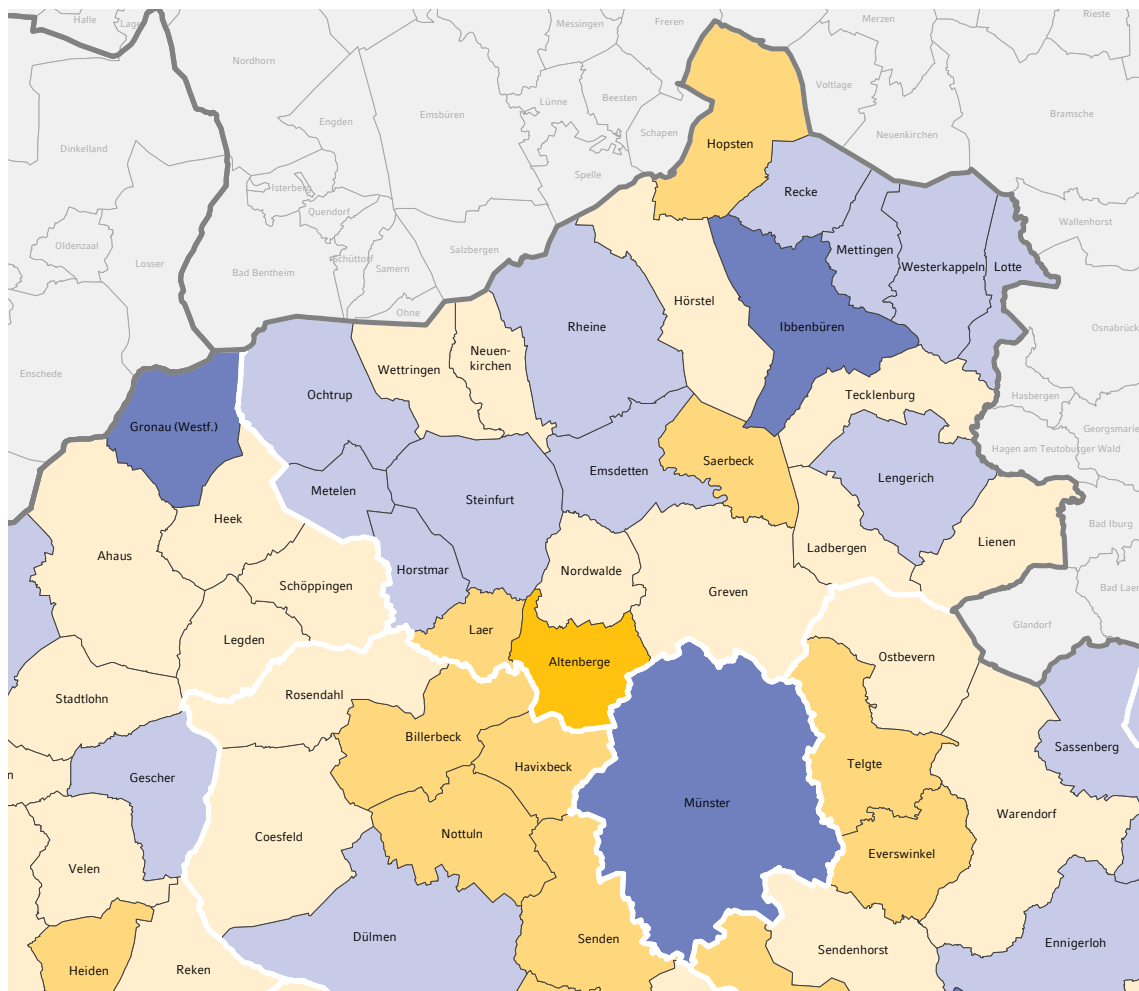 Halle
Lage
Messingen
Freren
Merzen
Rieste
Nordhorn
Voltlage
Lünne
Beesten
Emsbüren
Bramsche
Engden
Schapen
Neuenkirchen
Dinkelland
Hopsten
Spelle
Isterberg
Recke
Quendorf
Wallenhorst
Oldenzaal
Losser
Salzbergen
Mettingen
Schüttorf
Samern
Bad Bentheim
Westerkappeln
Lotte
Hörstel
Ohne
Rheine
Ibbenbüren
Osnabrück
Neuen-
kirchen
Wettringen
Enschede
Ochtrup
Tecklenburg
Hasbergen
Gronau (Westf.)
Georgsmarie
Hagen am Teutoburger Wald
Saerbeck
Emsdetten
Lengerich
Metelen
Steinfurt
Heek
Bad Iburg
Lienen
Ladbergen
Ahaus
Horstmar
Nordwalde
Schöppingen
Bad Laer
Greven
Glandorf
Laer
Legden
Ostbevern
Altenberge
Rosendahl
Stadtlohn
Billerbeck
Sassenberg
Havixbeck
Telgte
n
Gescher
Münster
Warendorf
Coesfeld
Nottuln
Everswinkel
Velen
Dülmen
Senden
Ennigerloh
Sendenhorst
Heiden
Reken